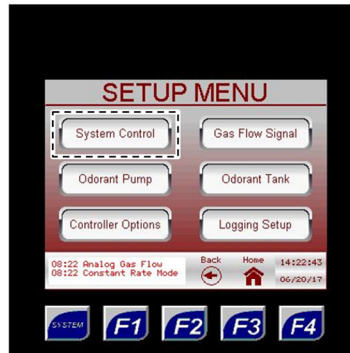 SETUP MENU
System Control
Gas Flow Signal
Odorant Pump
Odorant Tank
Controller Options
Logging Setup
08:22 Analog Gas Flow
08:22 Constant Rate Mode
Back
Home
14:22:43
06/20/17
SYSTEM
F1
F2
F3
F4